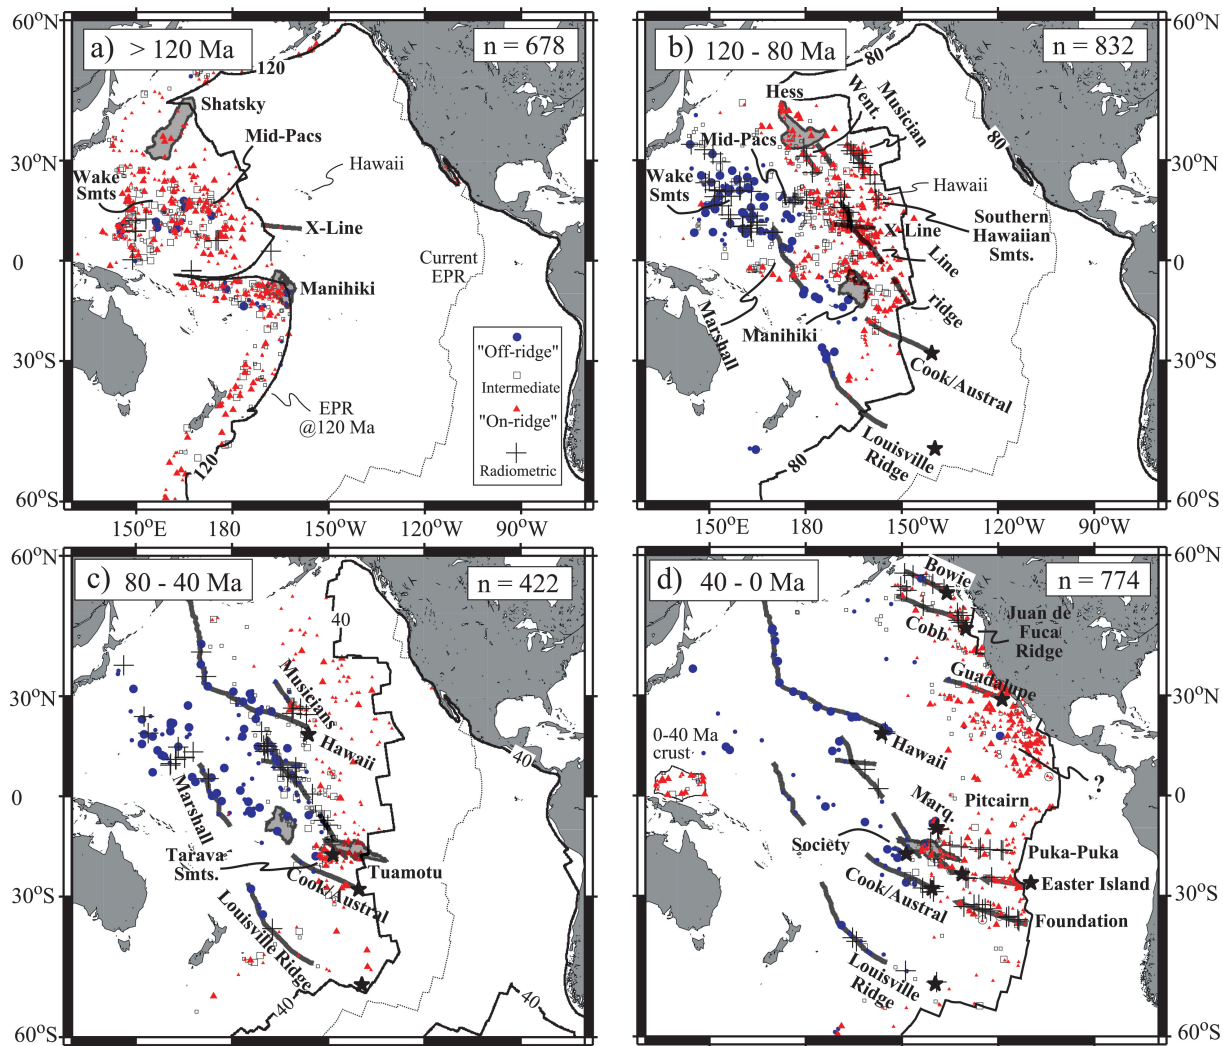 60°N
a) > 120 Ma
n = 678
120
Shatsky
Mid-Pacs
30°N
Hawaii
Wake
Smts
X-Line
0
Current
EPR
Manihiki
"Off-ridge"
Intermediate
"On-ridge"
Radiometric
30°S
EPR
@120 Ma
120
60°S
150°E
180
150°W
120°W
90°W
b) 120 - 80 Ma
n = 832
60°N
80
Hess
Went.
Musician
80
Mid-Pacs
30°N
Wake
Smts
Hawaii
Southern
Hawaiian
Smts.
X-Line
Line
0
ridge
Marshall
Manihiki
30°S
Cook/Austral
Louisville
Ridge
80
60°S
150°E
180
150°W
120°W
90°W
60°N
c) 80 - 40 Ma
n = 422
40
30°N
Musicians
Hawaii
40
Marshall
0
Tarava
Smts.
Tuamotu
Cook/Austral
30°S
Louisville Ridge
40
40
60°S
d) 40 - 0 Ma
n = 774
60°N
Bowie
Cobb
Juan de
Fuca
Ridge
Guadalupe
30°N
0-40 Ma
crust
Hawaii
?
0
Marq.
Pitcairn
Society
Puka-Puka
Cook/Austral
Easter Island
30°S
Foundation
Louisville
Ridge
60°S